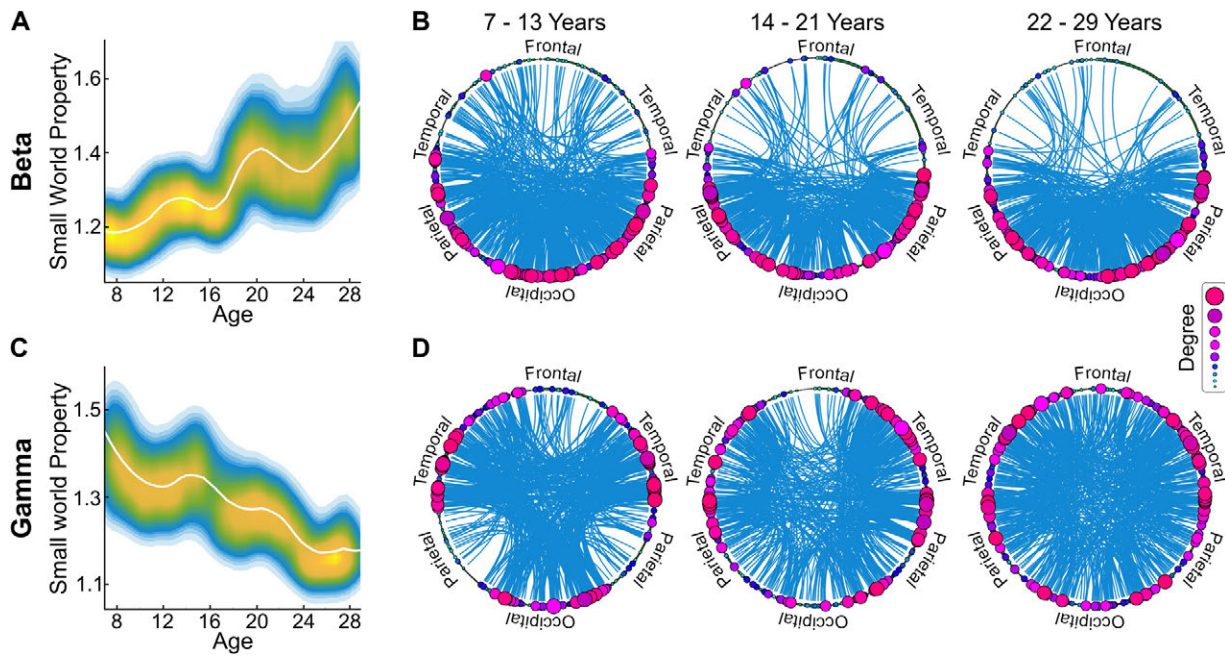 A
B
7 - 13 Years
14 - 21 Years
22 - 29 Years
Beta
Small World Property
1.6
1.4
1.2
8 12 16 20 24 28
Age
Frontal
Temporal
Temporal
Parietal
Parietal
Occipital
Frontal
Temporal
Temporal
Parietal
Parietal
Occipital
Frontal
Temporal
Temporal
Parietal
Parietal
Occipital
Degree
C
D
Gamma
Small world Property
1.5
1.3
1.1
8 12 16 20 24 28
Age
Frontal
Temporal
Temporal
Parietal
Parietal
Occipital
Frontal
Temporal
Temporal
Parietal
Parietal
Occipital
Frontal
Temporal
Temporal
Parietal
Parietal
Occipital